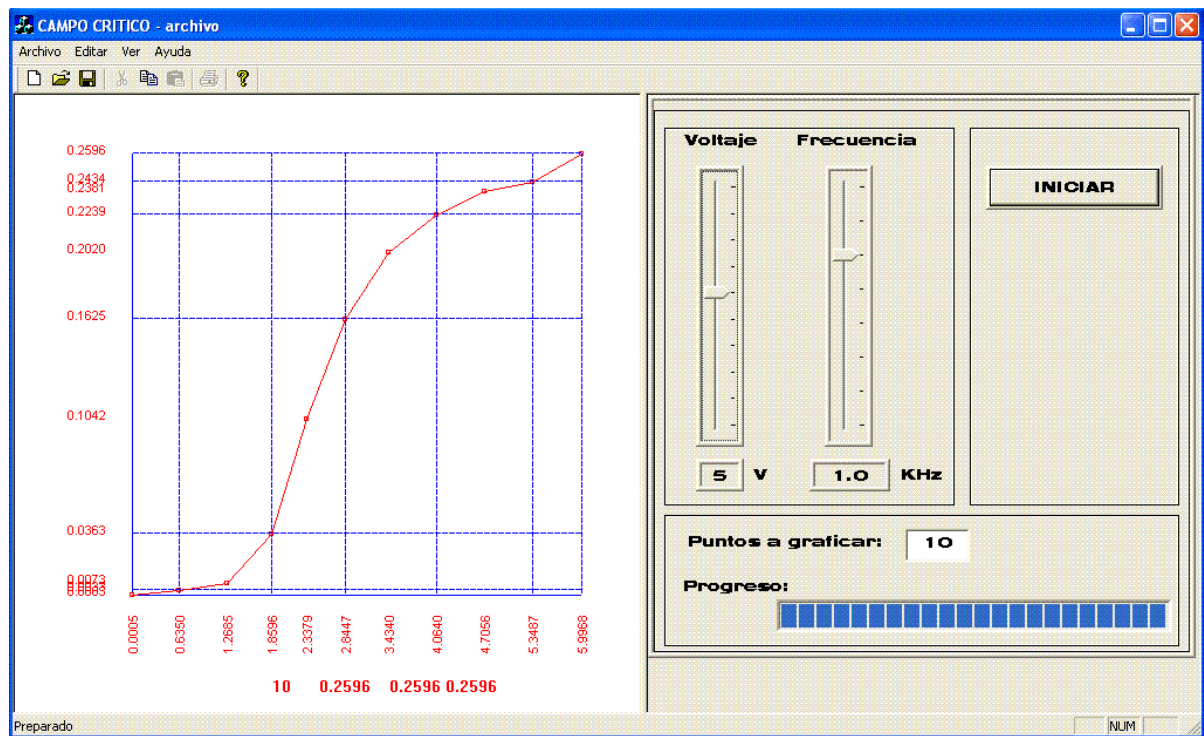 CAMPO CRITICO - archivo
Archivo Editar Ver Ayuda
0.2596
0.2434
0.2381
0.2239
0.2020
0.1625
0.1042
0.0363
0.0073
0.0005
0.6350
1.2685
1.8596
2.3379
2.8447
3.4340
4.0640
4.7056
5.3487
5.9968
10 0.2596 0.2596 0.2596
Voltaje Frecuencia
INICIAR
5 V 1.0 KHz
Puntos a graficar: 10
Progreso:
Preparado
NUM